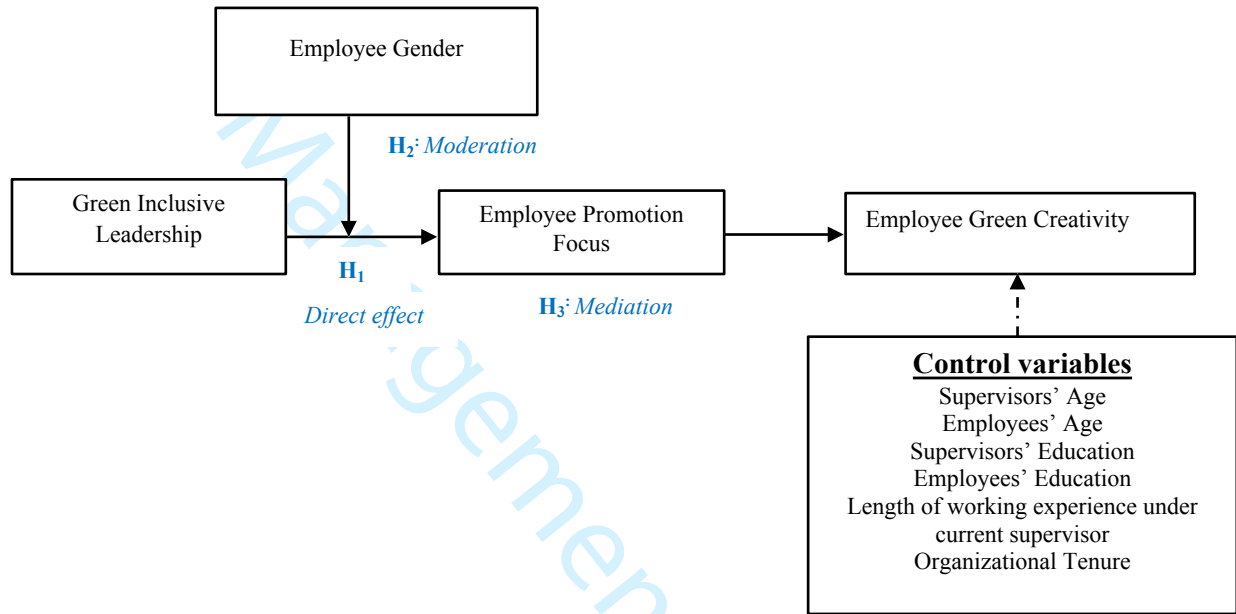 Employee Gender
H₂: Moderation
Green Inclusive
Leadership
Employee Promotion
Focus
Employee Green Creativity
H₁
Direct effect
H₃: Mediation
Control variables
Supervisors’ Age
Employees’ Age
Supervisors’ Education
Employees’ Education
Length of working experience under
current supervisor
Organizational Tenure